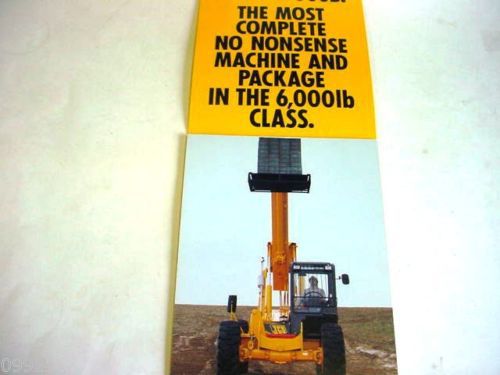 THE MOST
COMPLETE
NO NONSENSE
MACHINE AND
PACKAGE
IN THE 6,000lb
CLASS.